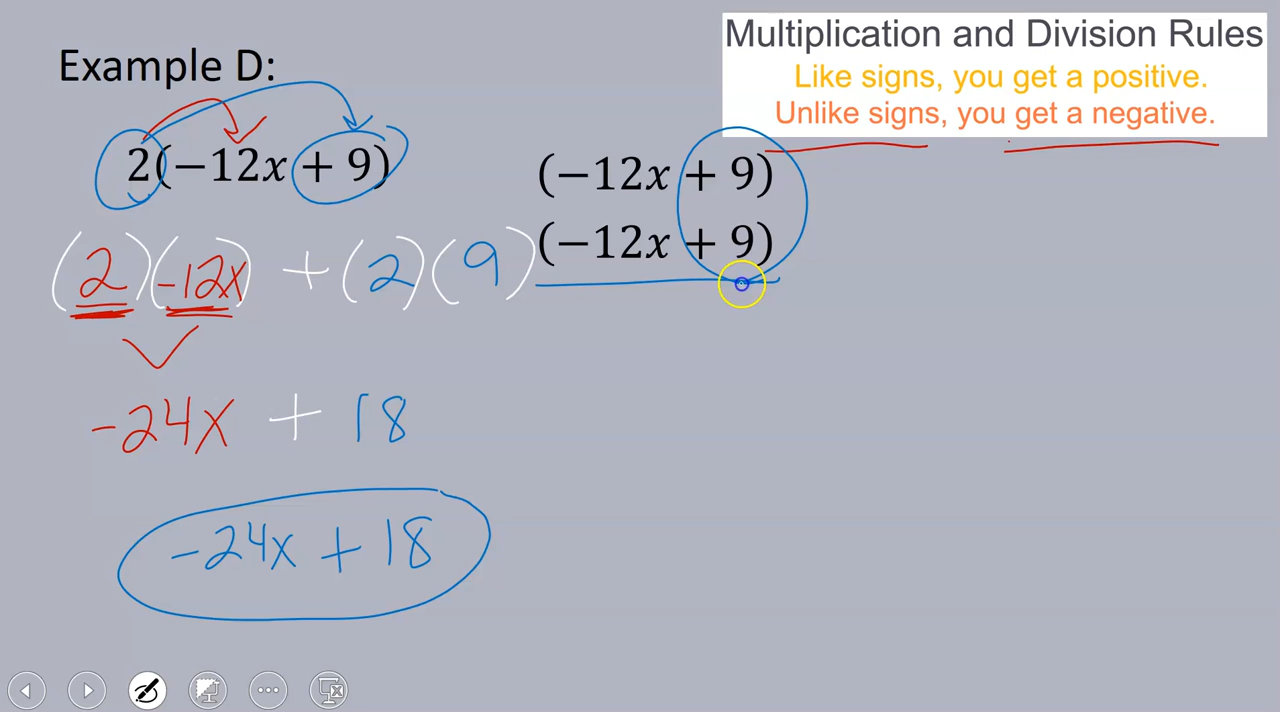 Example D:
Multiplication and Division Rules
Like signs, you get a positive.
Unlike signs, you get a negative.
2(−12x + 9)
(−12x + 9)
(−12x + 9)
(2)(-12x) + (2)(9)
-24x + 18
-24x + 18